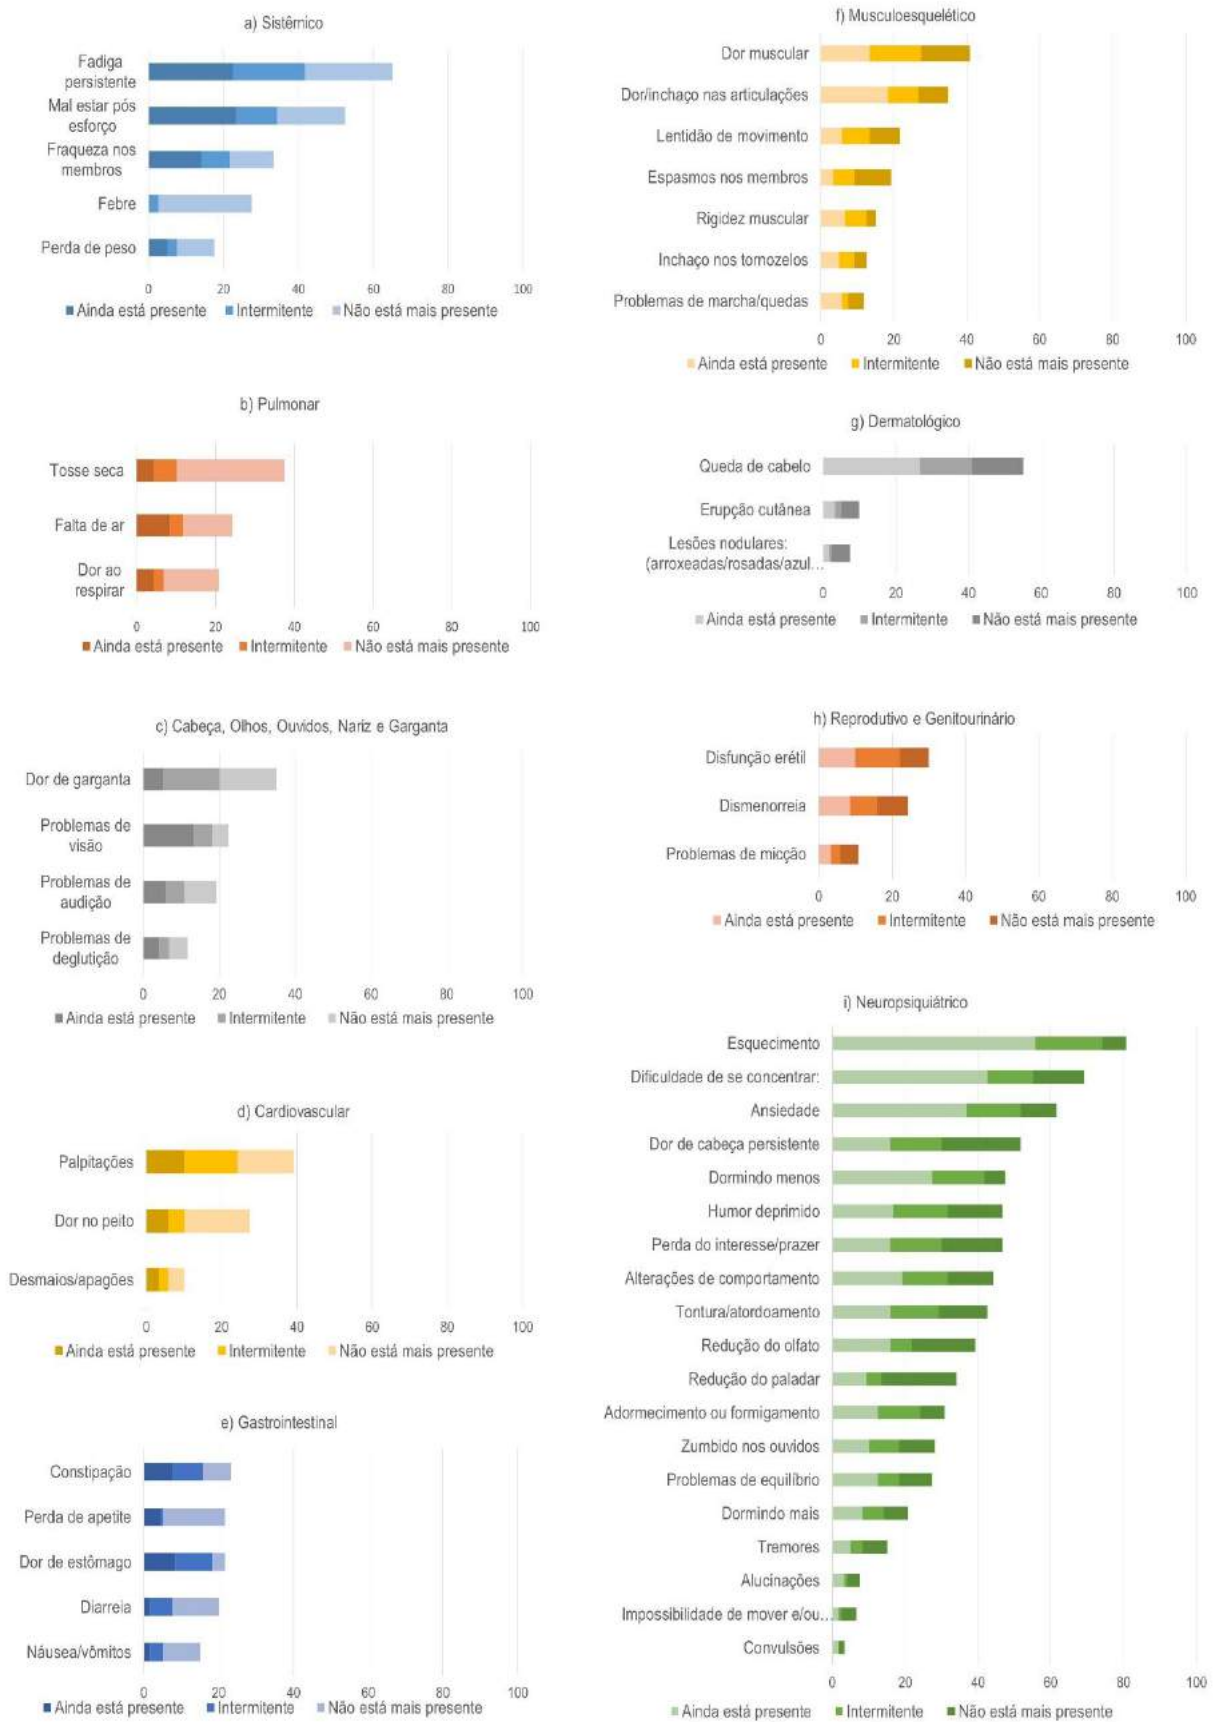 a) Sistêmico
Fadiga
persistente
Mal estar pós
esforço
Fraqueza nos
membros
Febre
Perda de peso
0 20 40 60 80 100
Ainda está presente Intermitente Não está mais presente
b) Pulmonar
Tosse seca
Falta de ar
Dor ao
respirar
0 20 40 60 80 100
Ainda está presente Intermitente Não está mais presente
c) Cabeça, Olhos, Ouvidos, Nariz e Garganta
Dor de garganta
Problemas de
visão
Problemas de
audição
Problemas de
deglutição
0 20 40 60 80 100
Ainda está presente Intermitente Não está mais presente
d) Cardiovascular
Palpitações
Dor no peito
Desmaios/apagões
0 20 40 60 80 100
Ainda está presente Intermitente Não está mais presente
e) Gastrointestinal
Constipação
Perda de apetite
Dor de estômago
Diarreia
Náusea/vômitos
0 20 40 60 80 100
Ainda está presente Intermitente Não está mais presente
f) Musculoesquelético
Dor muscular
Dor/inchaço nas articulações
Lentidão de movimento
Espasmos nos membros
Rigidez muscular
Inchaço nos tornozelos
Problemas de marcha/quedas
0 20 40 60 80 100
Ainda está presente Intermitente Não está mais presente
g) Dermatológico
Queda de cabelo
Erupção cutânea
Lesões nodulares:
(arroxeadas/rosadas/azul...
0 20 40 60 80 100
Ainda está presente Intermitente Não está mais presente
h) Reprodutivo e Genitourinário
Disfunção erétil
Dismenorreia
Problemas de micção
0 20 40 60 80 100
Ainda está presente Intermitente Não está mais presente
i) Neuropsiquiátrico
Esquecimento
Dificuldade de se concentrar:
Ansiedade
Dor de cabeça persistente
Dormindo menos
Humor deprimido
Perda do interesse/prazer
Alterações de comportamento
Tontura/atordoamento
Redução do olfato
Redução do paladar
Adormecimento ou formigamento
Zumbido nos ouvidos
Problemas de equilíbrio
Dormindo mais
Tremores
Alucinações
Impossibilidade de mover e/ou...
Convulsões
0 20 40 60 80 100
Ainda está presente Intermitente Não está mais presente